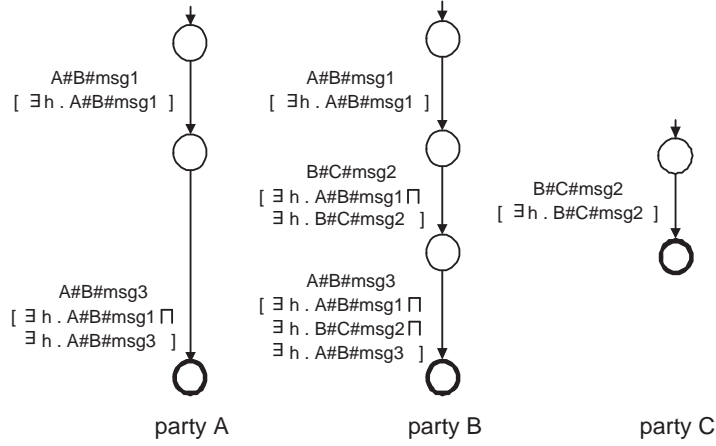 A#B#msg1
[ ∃ h . A#B#msg1 ]
A#B#msg3
[ ∃ h . A#B#msg1 ⊓
∃ h . A#B#msg3 ]
party A
A#B#msg1
[ ∃ h . A#B#msg1 ]
B#C#msg2
[ ∃ h . A#B#msg1 ⊓
∃ h . B#C#msg2 ]
A#B#msg3
[ ∃ h . A#B#msg1 ⊓
∃ h . B#C#msg2 ⊓
∃ h . A#B#msg3 ]
party B
B#C#msg2
[ ∃ h . B#C#msg2 ]
party C